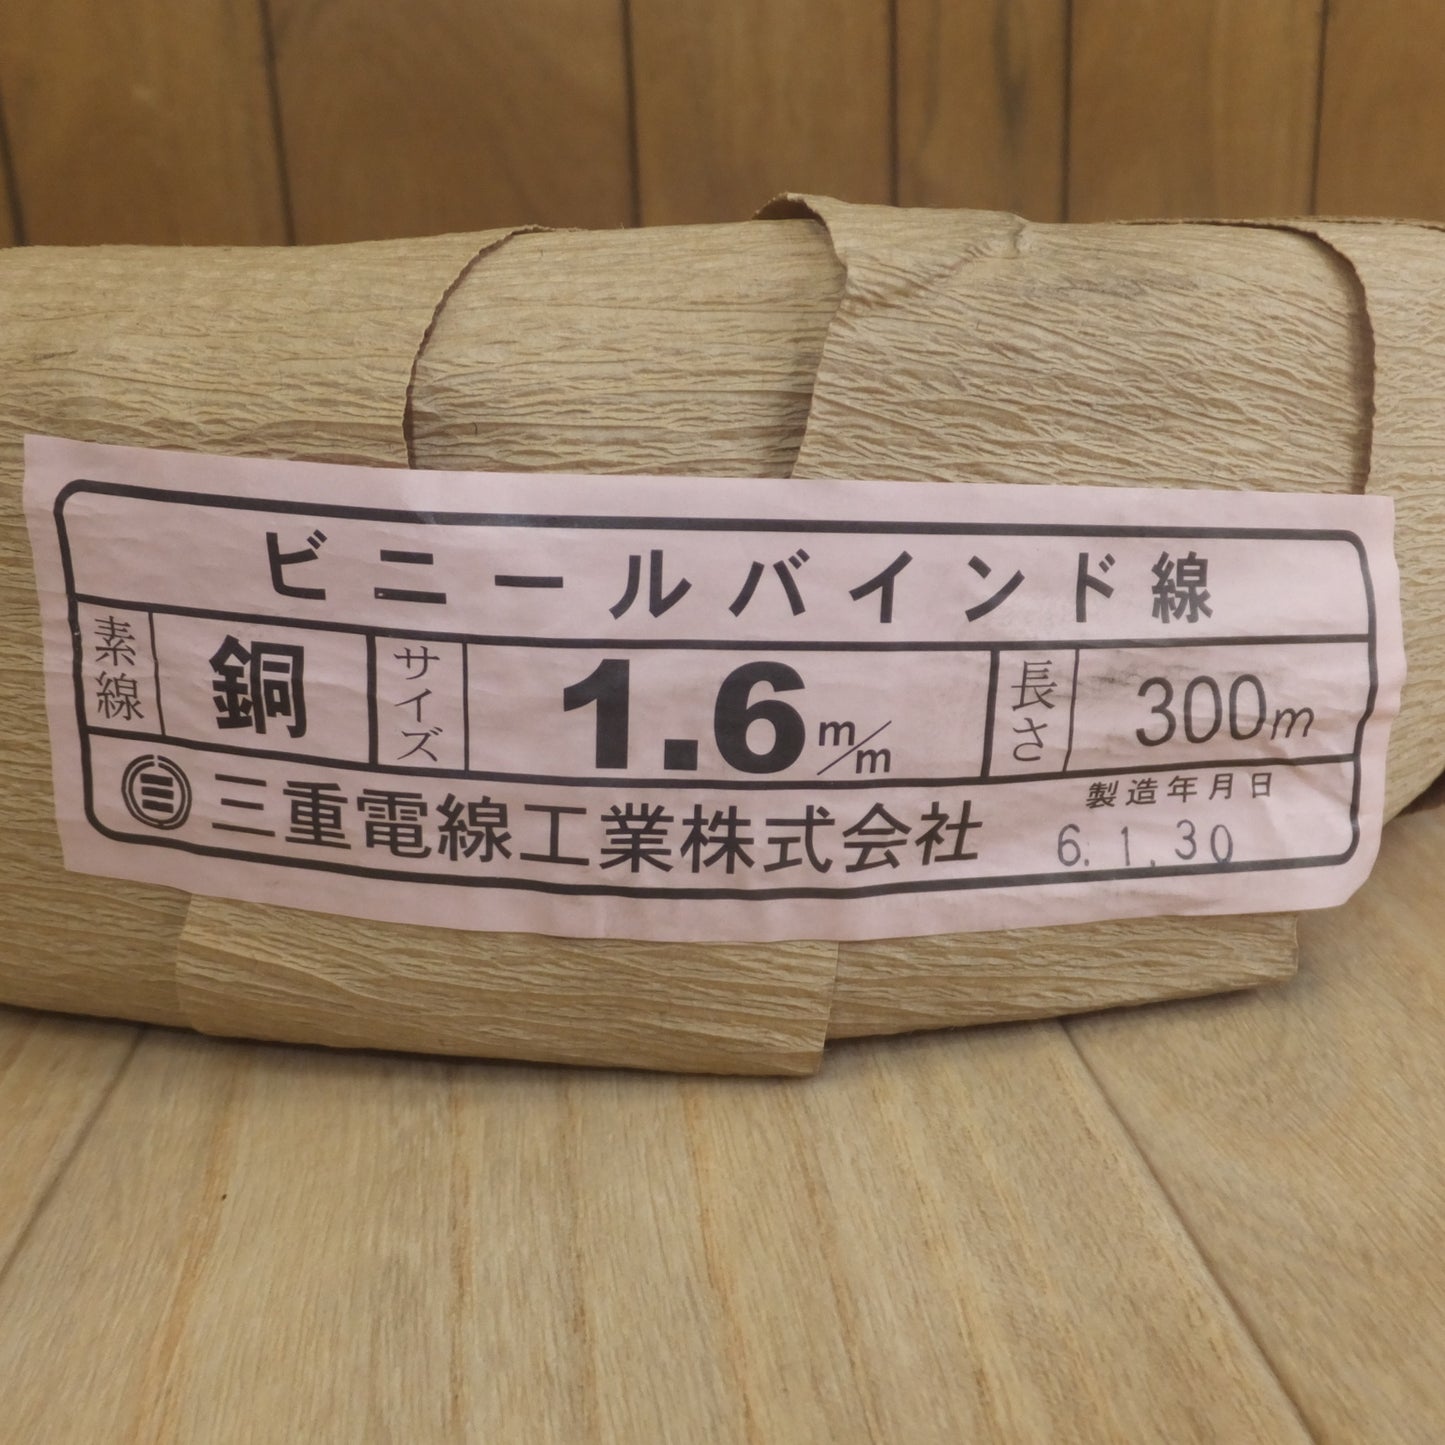 ビニールバインド線
素線 銅 サイズ 1.6 m/m 長さ 300m
三重電線工業株式会社 製造年月日
6.1.30